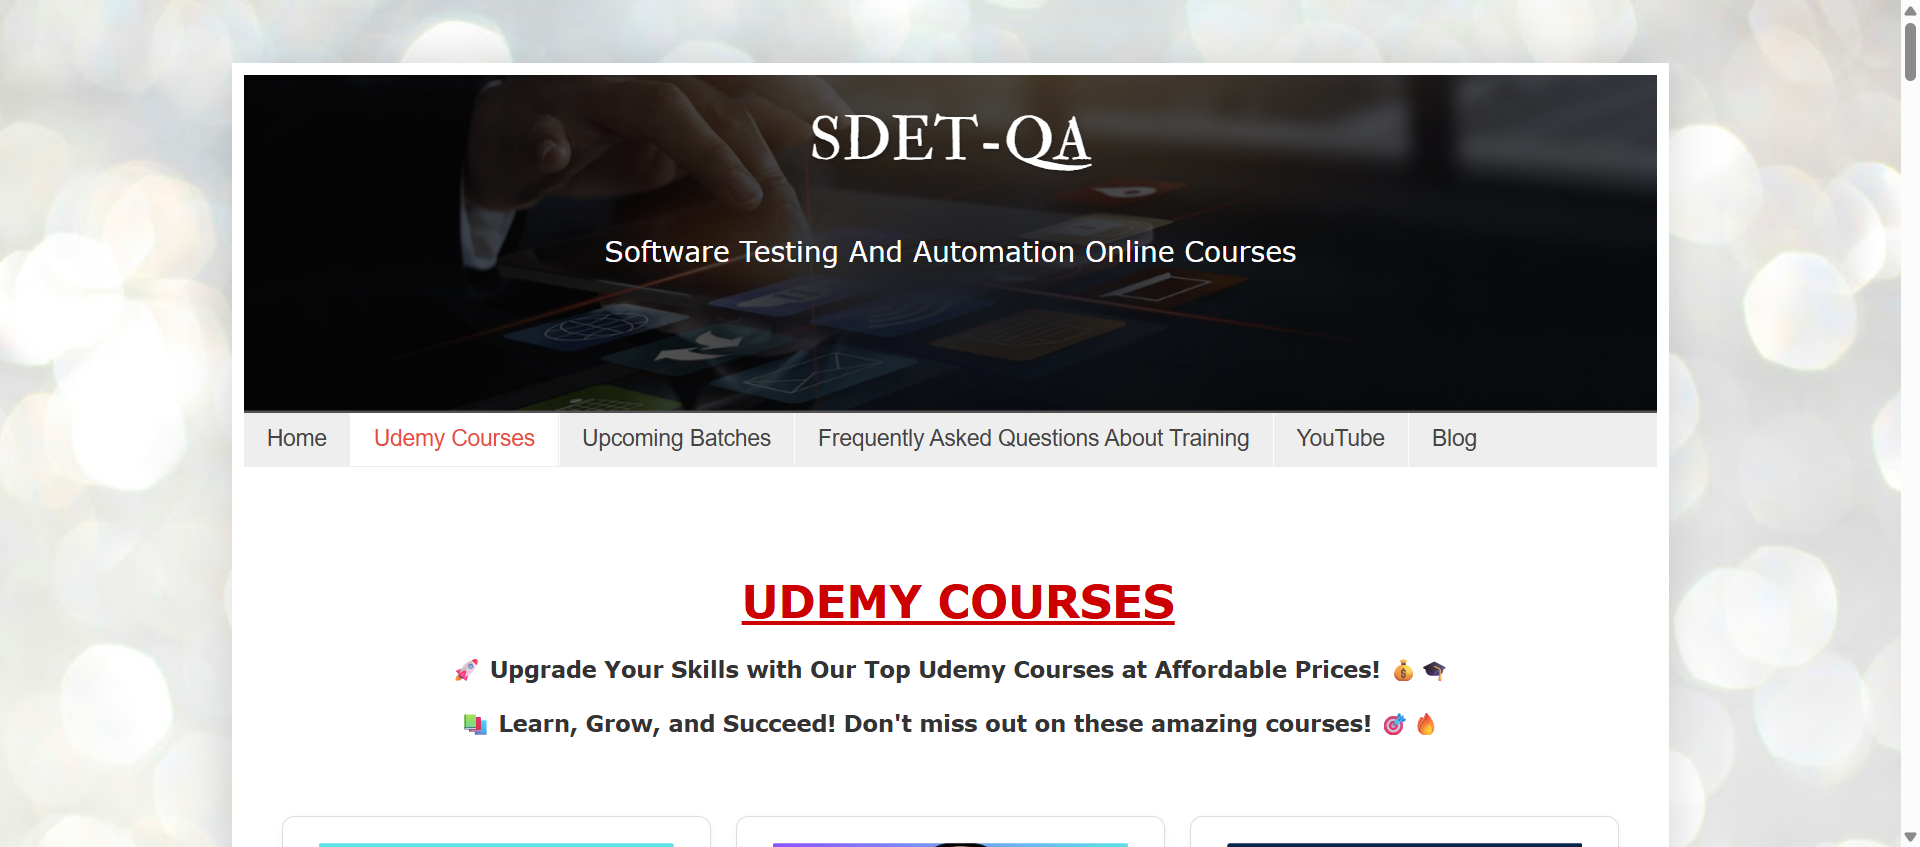 SDET-QA
Software Testing And Automation Online Courses
Home
Udemy Courses
Upcoming Batches
Frequently Asked Questions About Training
YouTube
Blog
UDEMY COURSES
🚀 Upgrade Your Skills with Our Top Udemy Courses at Affordable Prices! 💰 🎓
📚 Learn, Grow, and Succeed! Don't miss out on these amazing courses! 🎯 🔥